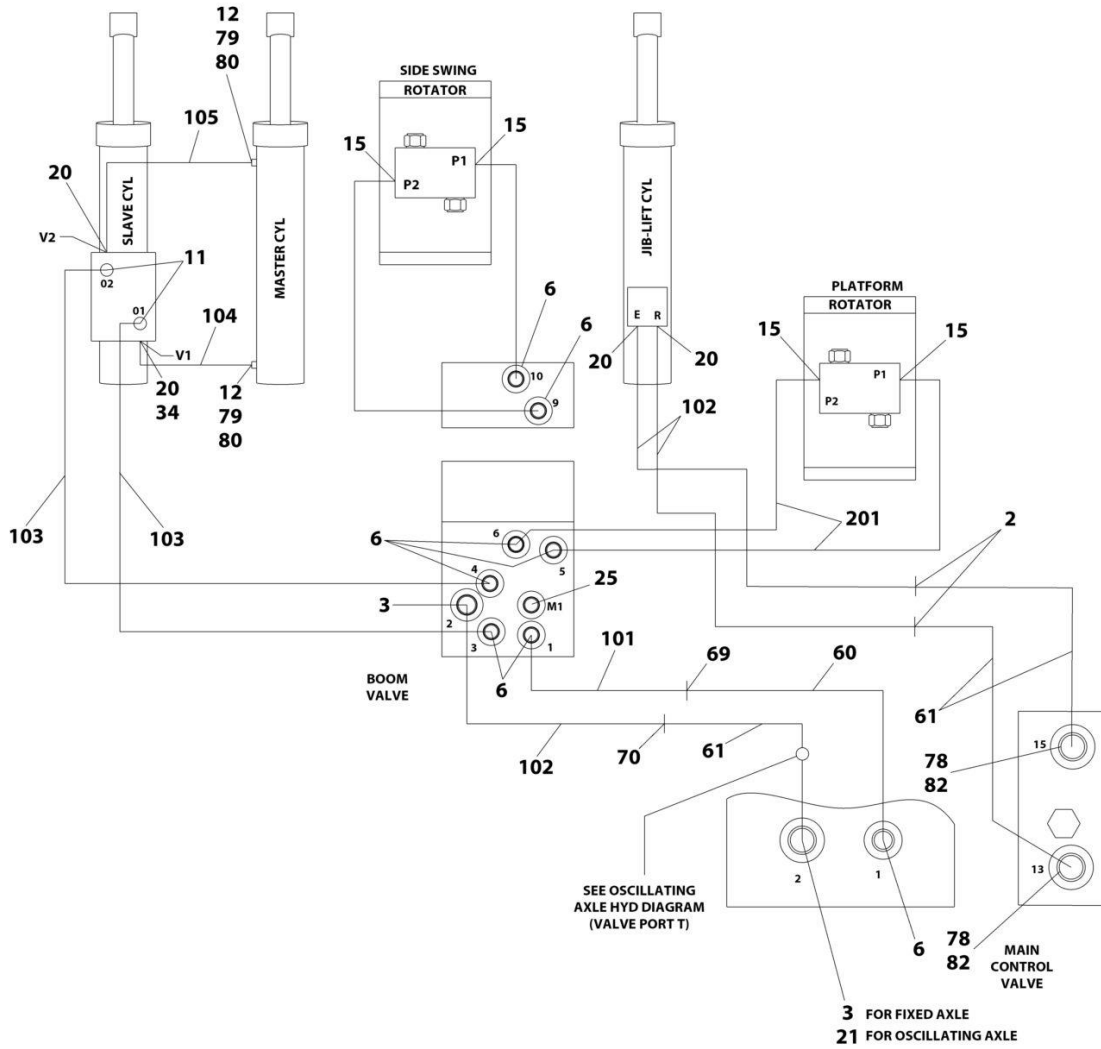 12
79
80
SIDE SWING
ROTATOR
105
15
P1
15
P2
20
SLAVE CYL
MASTER CYL
JIB-LIFT CYL
V2
11
02
01
104
V1
20
34
12
79
80
6
6
10
9
E R
20
20
PLATFORM
ROTATOR
15
15
P1
P2
102
103
103
201
2
6
6
5
4
25
3
M1
2
3
1
6
BOOM
VALVE
101
69
60
102
70
61
61
15
78
82
2
1
13
SEE OSCILLATING
AXLE HYD DIAGRAM
(VALVE PORT T)
6
78
82
MAIN
CONTROL
VALVE
3 FOR FIXED AXLE
21 FOR OSCILLATING AXLE